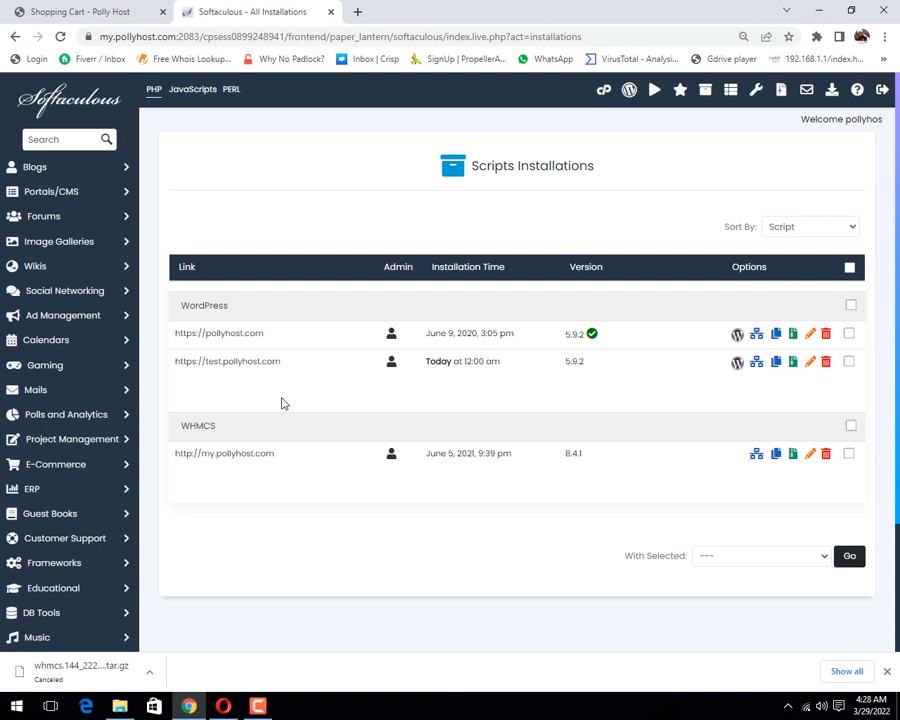 Shopping Cart - Polly Host
Softaculous - All Installations
my.pollyhost.com:2083/cpsess0899248941/frontend/paper_lantern/softaculous/index.live.php?act=installations
Login
Fiverr / Inbox
Free Whois Lookup...
Why No Padlock?
Inbox | Crisp
SignUp | PropellerA...
WhatsApp
VirusTotal - Analysi...
Gdrive player
192.168.1.1/index.h...
Softaculous
PHP JavaScripts PERL
Welcome pollyhos
Search
Blogs
Portals/CMS
Forums
Image Galleries
Wikis
Social Networking
Ad Management
Calendars
Gaming
Mails
Polls and Analytics
Project Management
E-Commerce
ERP
Guest Books
Customer Support
Frameworks
Educational
DB Tools
Music
Scripts Installations
Sort By: Script
Link Admin Installation Time Version Options
WordPress
https://pollyhost.com June 9, 2020, 3:05 pm 5.9.2
https://test.pollyhost.com Today at 12:00 am 5.9.2
WHMCS
http://my.pollyhost.com June 5, 2021, 9:39 pm 8.4.1
With Selected: --- Go
whmcs.144_222....tar.gz
Canceled
Show all
4:28 AM
3/29/2022